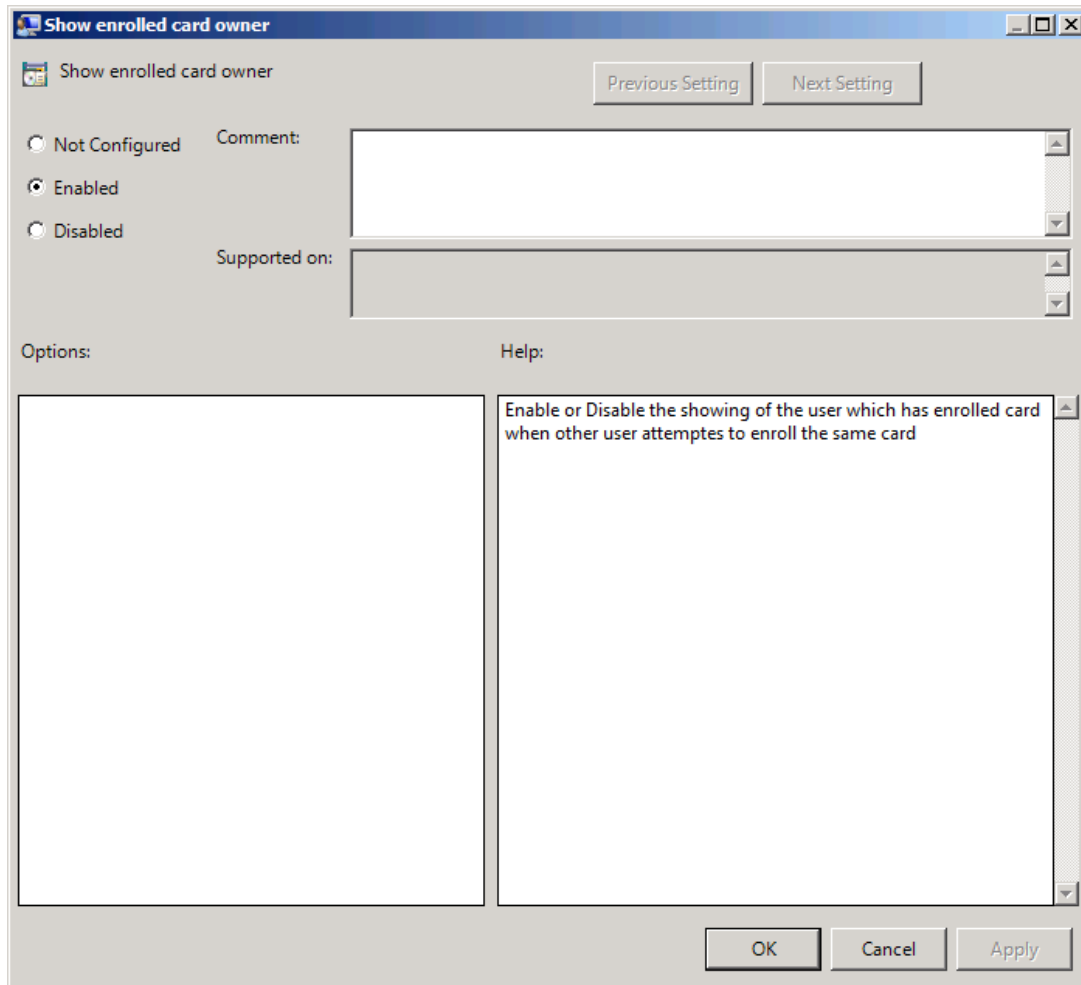 Show enrolled card owner
Show enrolled card owner
Previous Setting
Next Setting
Not Configured
Comment:
Enabled
Disabled
Supported on:
Options:
Help:
Enable or Disable the showing of the user which has enrolled card
when other user attemptes to enroll the same card
OK
Cancel
Apply